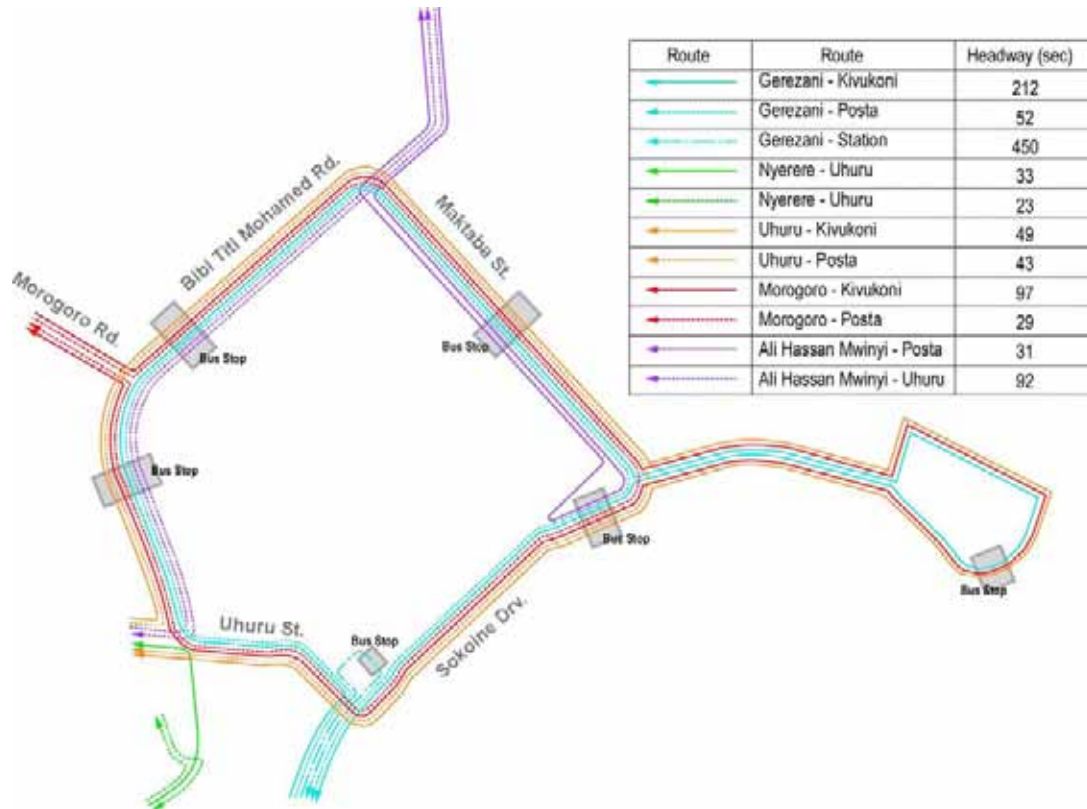 Route Route Headway (sec)
Gerezani - Kivukoni 212
Gerezani - Posta 52
Gerezani - Station 450
Nyerere - Uhuru 33
Nyerere - Uhuru 23
Uhuru - Kivukoni 49
Uhuru - Posta 43
Morogoro - Kivukoni 97
Morogoro - Posta 29
Ali Hassan Mwinyi - Posta 31
Ali Hassan Mwinyi - Uhuru 92
Bibi Titi Mohamed Rd.
Maktaba St.
Morogoro Rd.
Bus Stop
Bus Stop
Bus Stop
Bus Stop
Bus Stop
Uhuru St.
Bus Stop
Sokoine Drv.